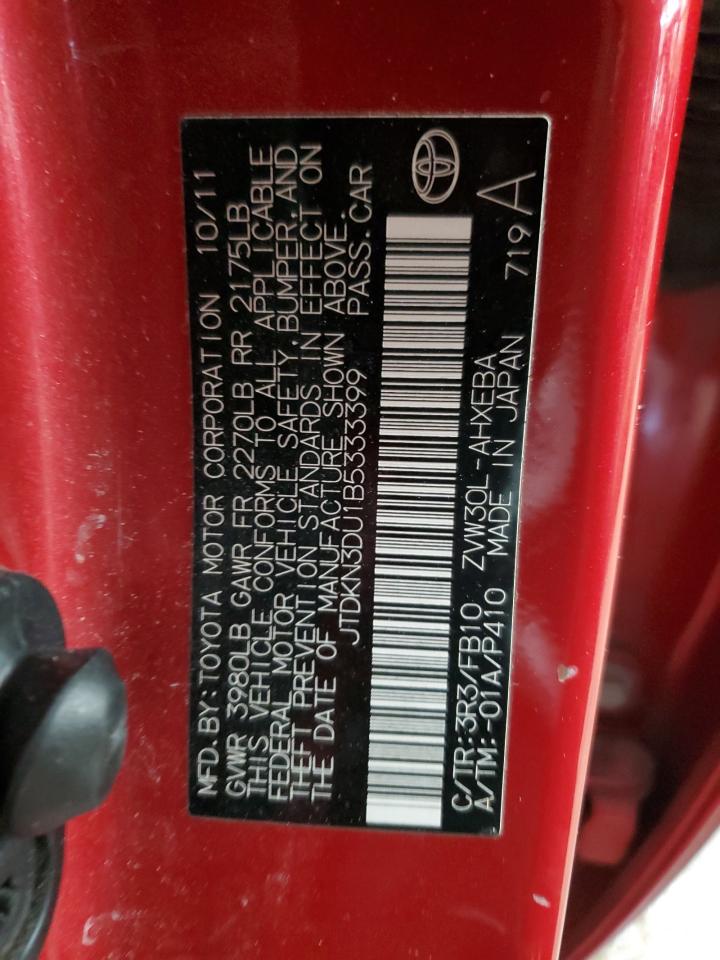 MFD. BY: TOYOTA MOTOR CORPORATION 10/11
GVWR 3980LB GAWR FR 2270LB RR 2175LB
THIS VEHICLE CONFORMS TO ALL APPLICABLE
FEDERAL MOTOR VEHICLE SAFETY, BUMPER, AND
THEFT PREVENTION STANDARDS IN EFFECT ON
THE DATE OF MANUFACTURE SHOWN ABOVE.
JTDKN3DU1B5333399 PASS. CAR
C/TR: 3R3/FB10 ZVW30L-AHXEBA
A/TM: -01A/P410 MADE IN JAPAN 719 A